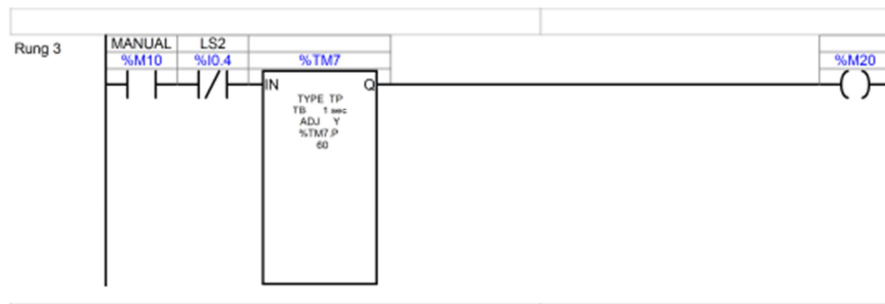 Rung 3
MANUAL LS2
%M10 %I0.4 %TM7 %M20
IN Q
TYPE TP
TB 1 sec
ADJ Y
%TM7.P
60